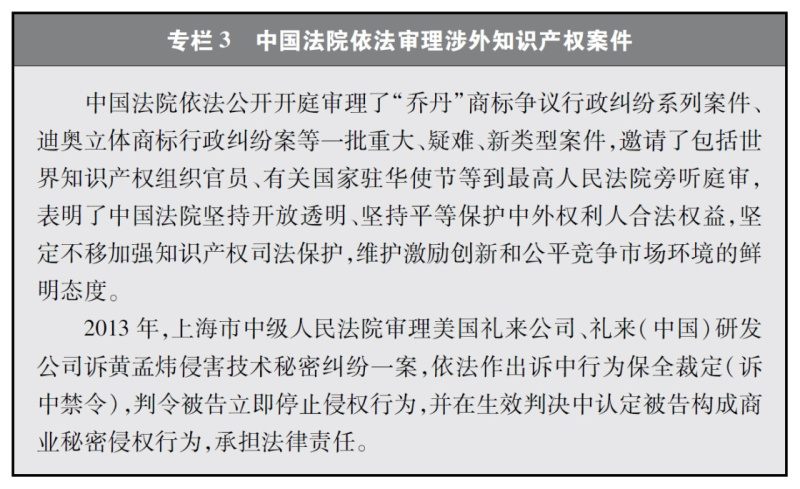 专栏 3 中国法院依法审理涉外知识产权案件
中国法院依法公开开庭审理了“乔丹”商标争议行政纠纷系列案件、
迪奥立体商标行政纠纷案等一批重大、疑难、新类型案件,邀请了包括世
界知识产权组织官员、有关国家驻华使节等到最高人民法院旁听庭审,
表明了中国法院坚持开放透明、坚持平等保护中外权利人合法权益,坚
定不移加强知识产权司法保护,维护激励创新和公平竞争市场环境的鲜
明态度。
2013 年,上海市中级人民法院审理美国礼来公司、礼来(中国)研发
公司诉黄孟炜侵害技术秘密纠纷一案,依法作出诉中行为保全裁定(诉
中禁令),判令被告立即停止侵权行为,并在生效判决中认定被告构成商
业秘密侵权行为,承担法律责任。